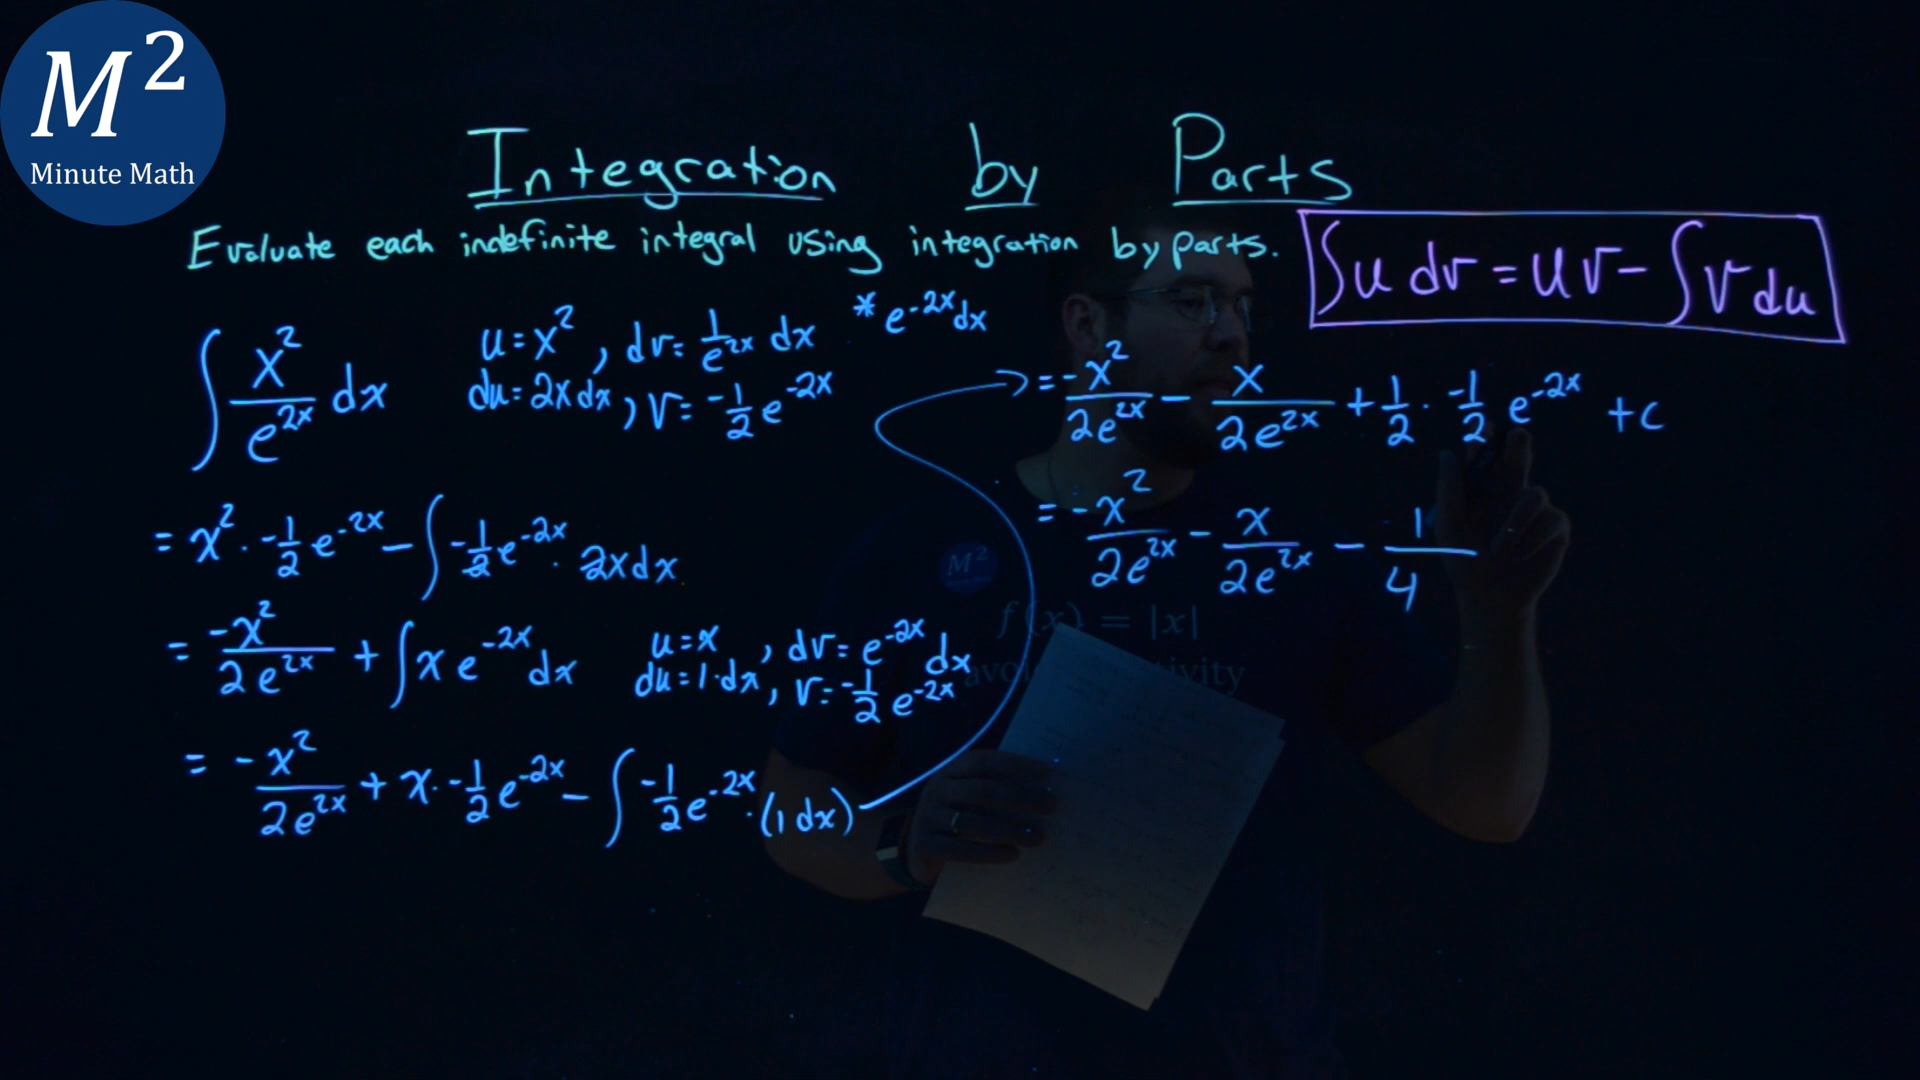 M²
Minute Math
Integration by Parts
Evaluate each indefinite integral using integration by parts.
∫u dv = uv - ∫v du
∫ x²/e^(2x) dx
u = x² , dv = 1/e^(2x) dx * e^(-2x) dx
du = 2x dx , v = -1/2 e^(-2x)
= x² · -1/2 e^(-2x) - ∫ -1/2 e^(-2x) · 2x dx
= -x²/2e^(2x) + ∫ x e^(-2x) dx
u = x , dv = e^(-2x) dx
du = 1·dx , v = -1/2 e^(-2x)
= -x²/2e^(2x) + x · -1/2 e^(-2x) - ∫ -1/2 e^(-2x) · (1 dx)
= -x²/2e^(2x) - x/2e^(2x) + 1/2 · -1/2 e^(-2x) + c
= -x²/2e^(2x) - x/2e^(2x) - 1/4
M²
f(x) = |x|